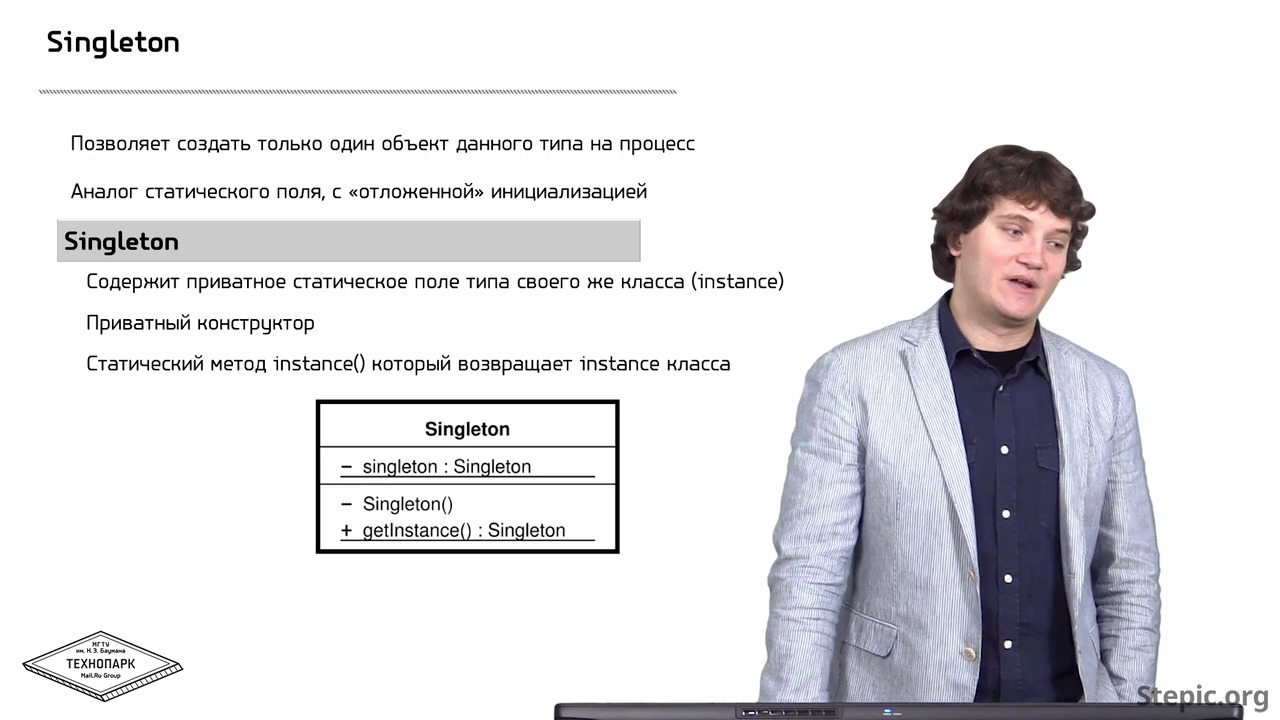 Singleton
Позволяет создать только один объект данного типа на процесс
Аналог статического поля, с «отложенной» инициализацией
Singleton
Содержит приватное статическое поле типа своего же класса (instance)
Приватный конструктор
Статический метод instance() который возвращает instance класса
Singleton
– singleton : Singleton
– Singleton()
+ getInstance() : Singleton
МГТУ
им. Н.Э. Баумана
ТЕХНОПАРК
Mail.Ru Group
Stepic.org